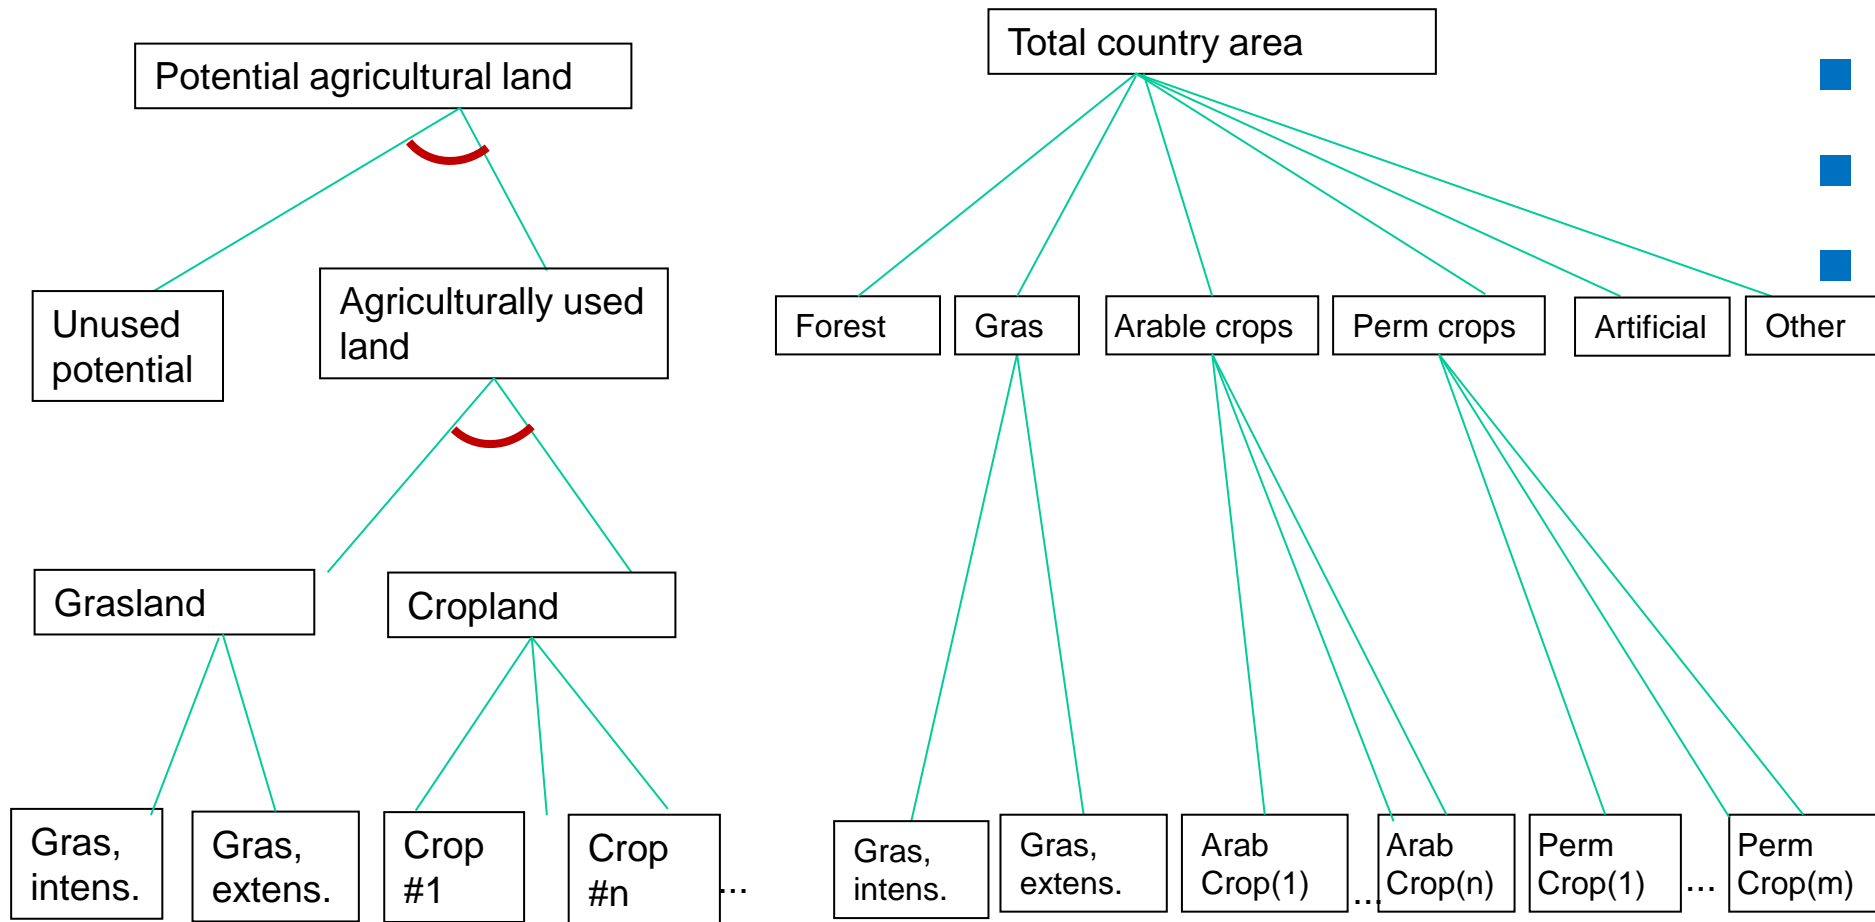 Potential agricultural land
Unused
potential
Agriculturally used
land
Grasland
Cropland
Gras,
intens.
Gras,
extens.
Crop
#1
Crop
#n
...
Total country area
Forest
Gras
Arable crops
Perm crops
Artificial
Other
Gras,
intens.
Gras,
extens.
Arab
Crop(1)
...
Arab
Crop(n)
Perm
Crop(1)
...
Perm
Crop(m)